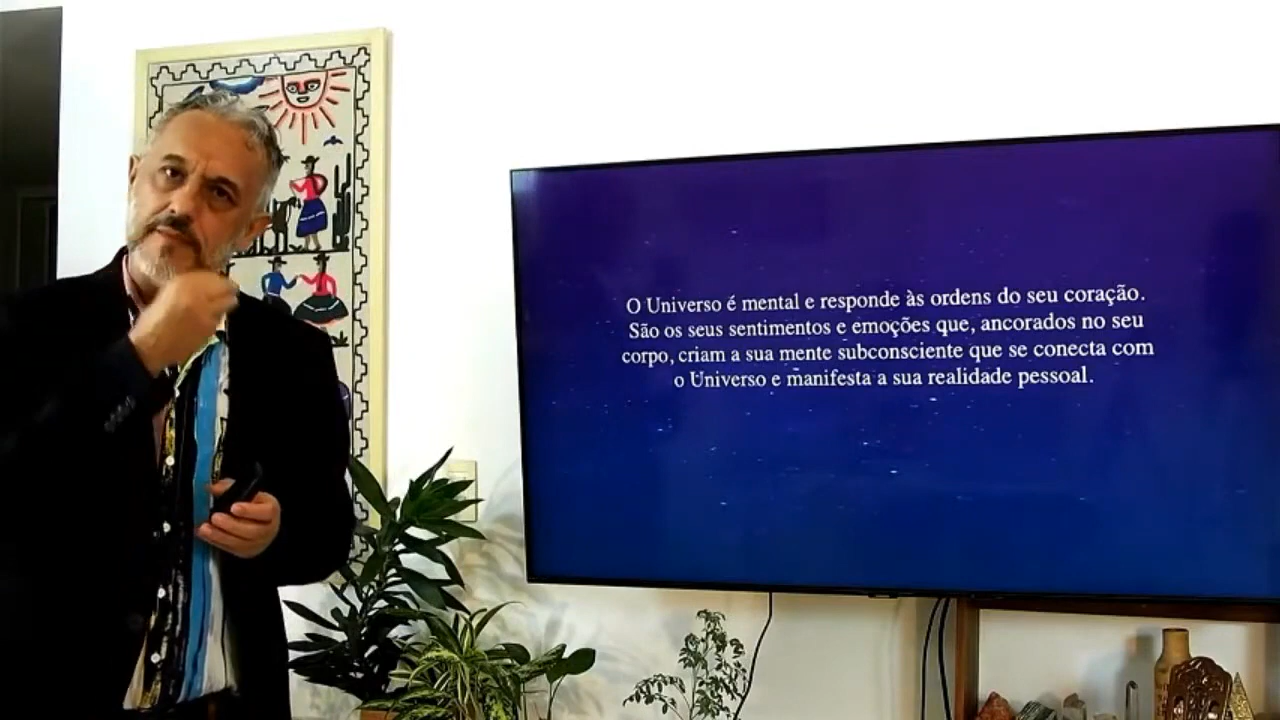 O Universo é mental e responde às ordens do seu coração.
São os seus sentimentos e emoções que, ancorados no seu
corpo, criam a sua mente subconsciente que se conecta com
o Universo e manifesta a sua realidade pessoal.